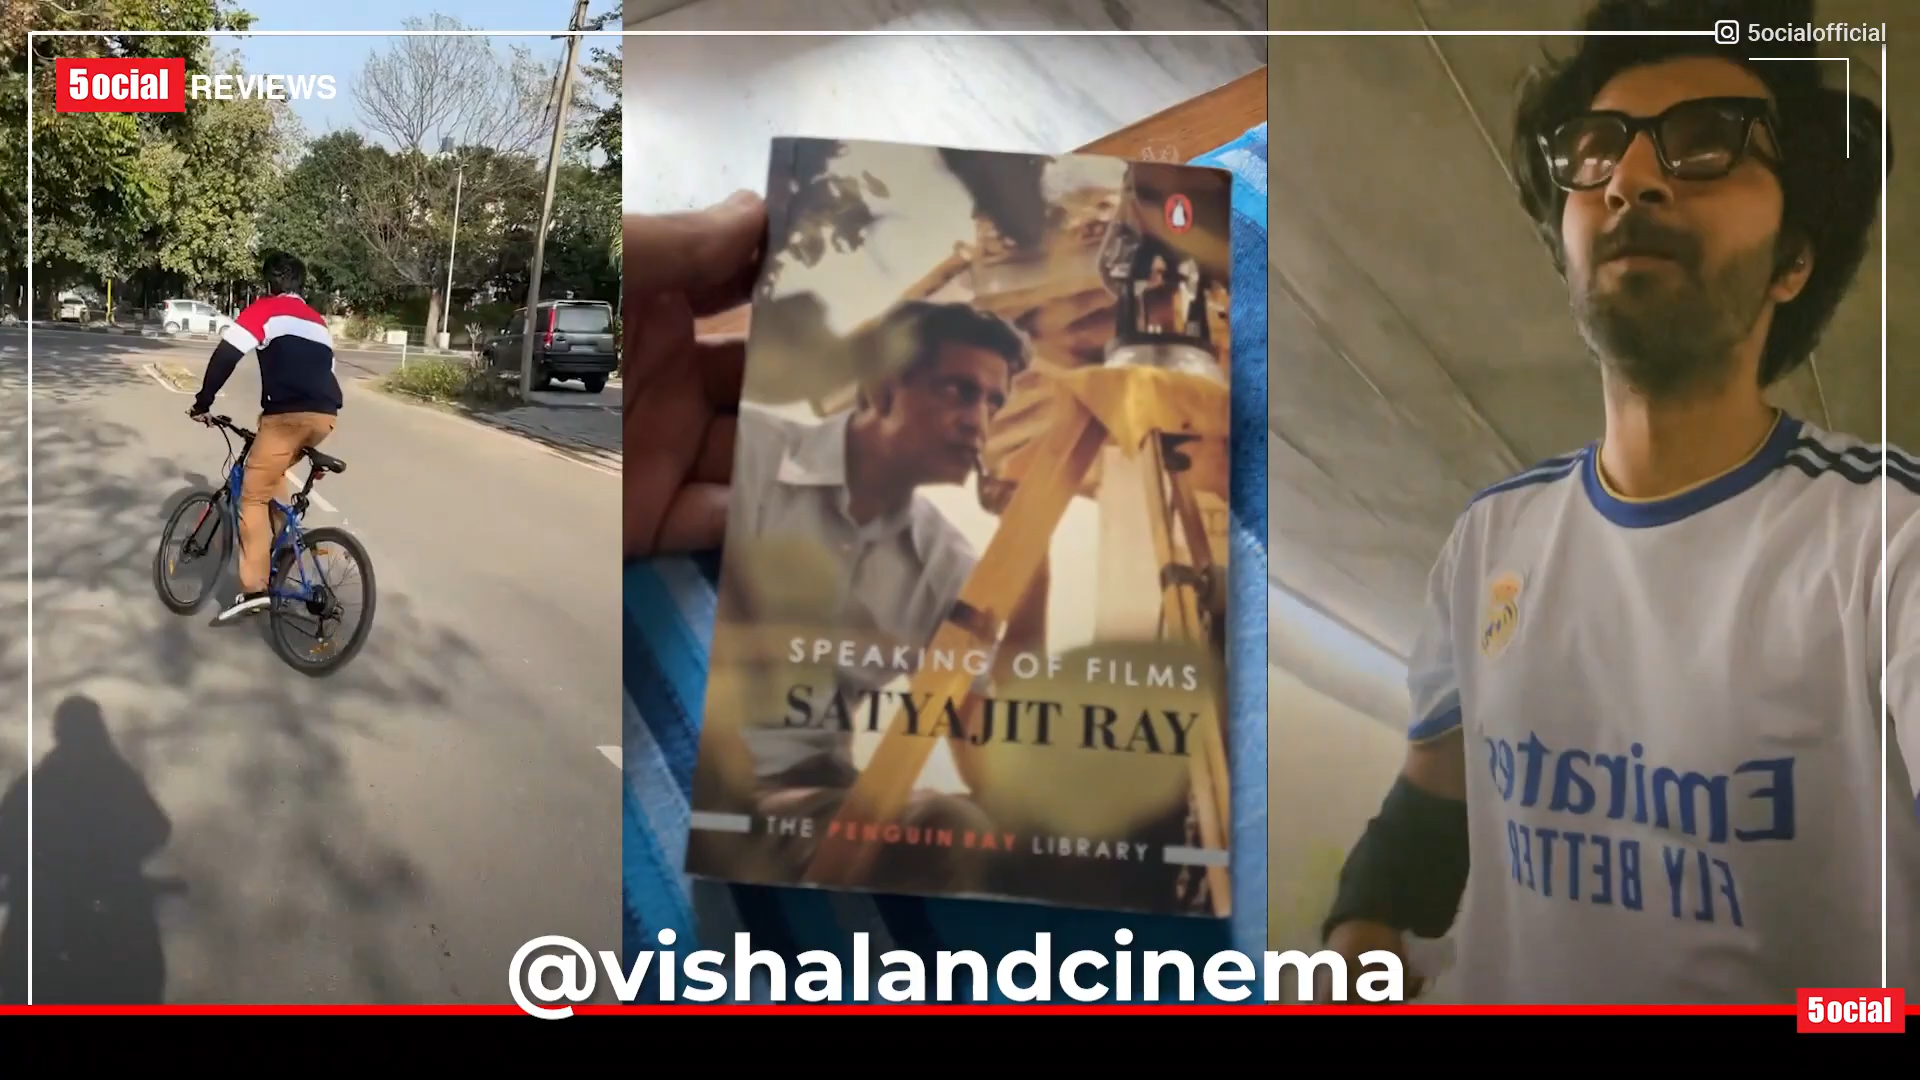 5ocialofficial
5ocial REVIEWS
SPEAKING OF FILMS
SATYAJIT RAY
THE PENGUIN RAY LIBRARY
Emirates
FLY BETTER
@vishalandcinema
5ocial